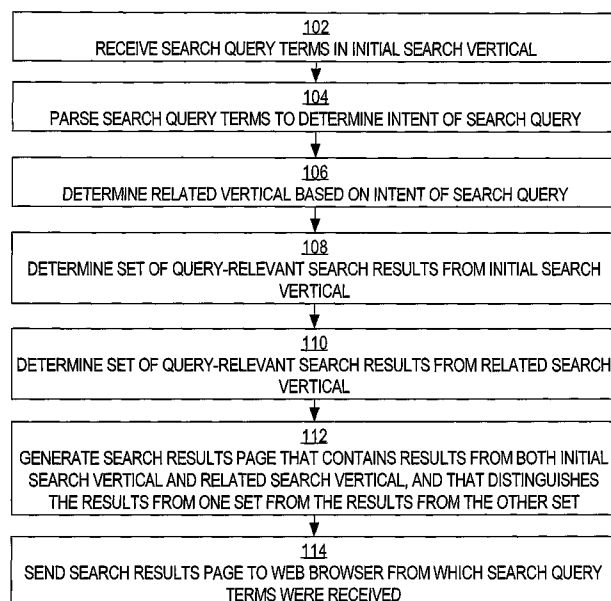 102
RECEIVE SEARCH QUERY TERMS IN INITIAL SEARCH VERTICAL
104
PARSE SEARCH QUERY TERMS TO DETERMINE INTENT OF SEARCH QUERY
106
DETERMINE RELATED VERTICAL BASED ON INTENT OF SEARCH QUERY
108
DETERMINE SET OF QUERY-RELEVANT SEARCH RESULTS FROM INITIAL SEARCH
VERTICAL
110
DETERMINE SET OF QUERY-RELEVANT SEARCH RESULTS FROM RELATED SEARCH
VERTICAL
112
GENERATE SEARCH RESULTS PAGE THAT CONTAINS RESULTS FROM BOTH INITIAL
SEARCH VERTICAL AND RELATED SEARCH VERTICAL, AND THAT DISTINGUISHES
THE RESULTS FROM ONE SET FROM THE RESULTS FROM THE OTHER SET
114
SEND SEARCH RESULTS PAGE TO WEB BROWSER FROM WHICH SEARCH QUERY
TERMS WERE RECEIVED